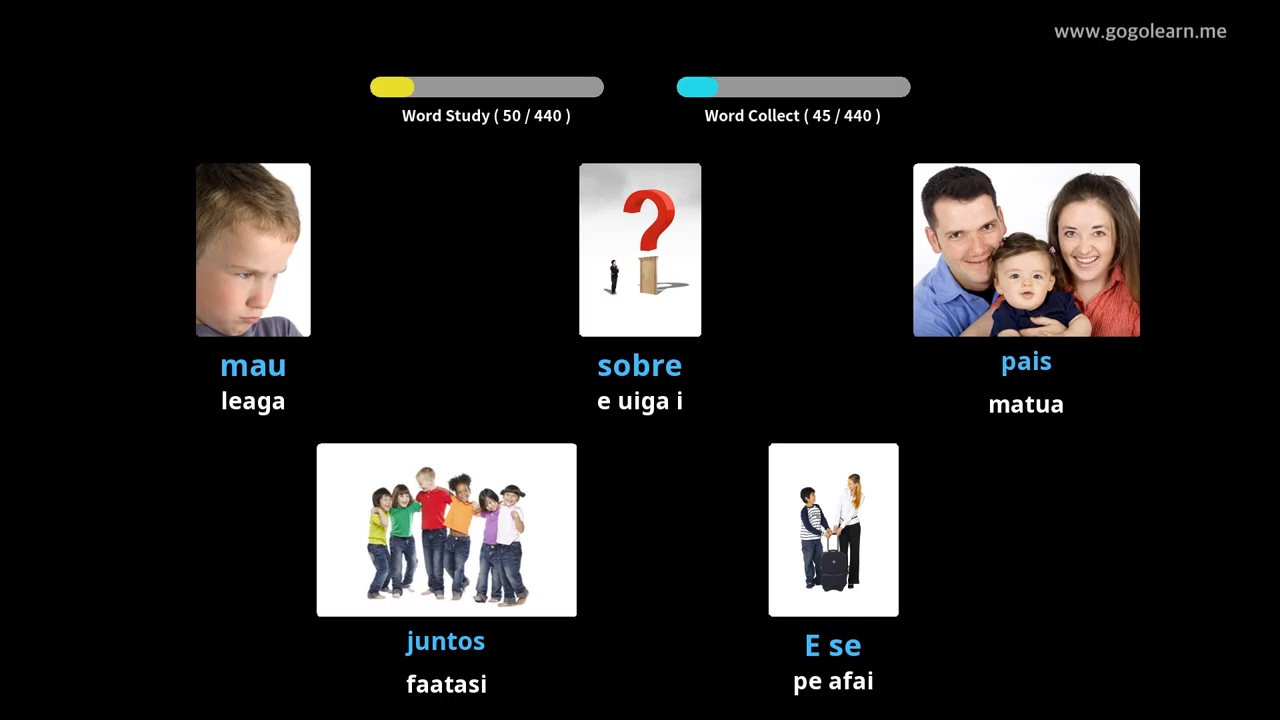 www.gogolearn.me
Word Study ( 50 / 440 )
Word Collect ( 45 / 440 )
mau
leaga
sobre
e uiga i
pais
matua
juntos
faatasi
E se
pe afai